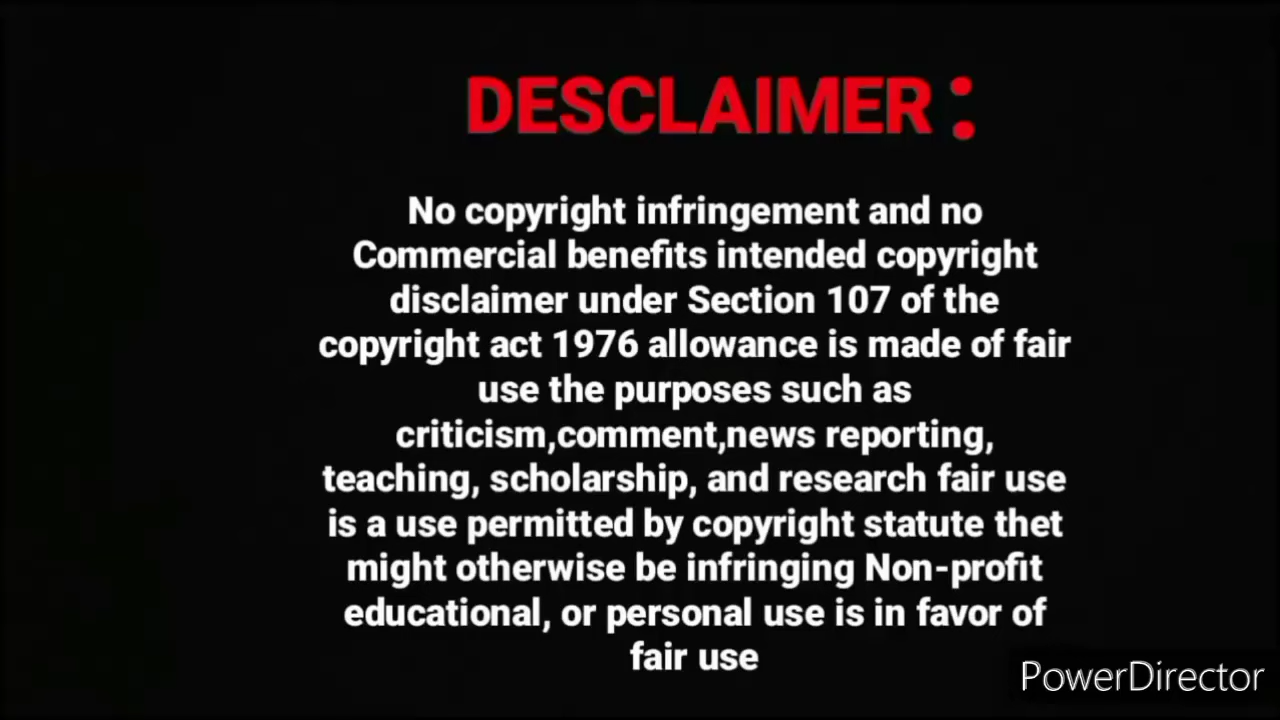 DESCLAIMER :
No copyright infringement and no
Commercial benefits intended copyright
disclaimer under Section 107 of the
copyright act 1976 allowance is made of fair
use the purposes such as
criticism,comment,news reporting,
teaching, scholarship, and research fair use
is a use permitted by copyright statute thet
might otherwise be infringing Non-profit
educational, or personal use is in favor of
fair use
PowerDirector